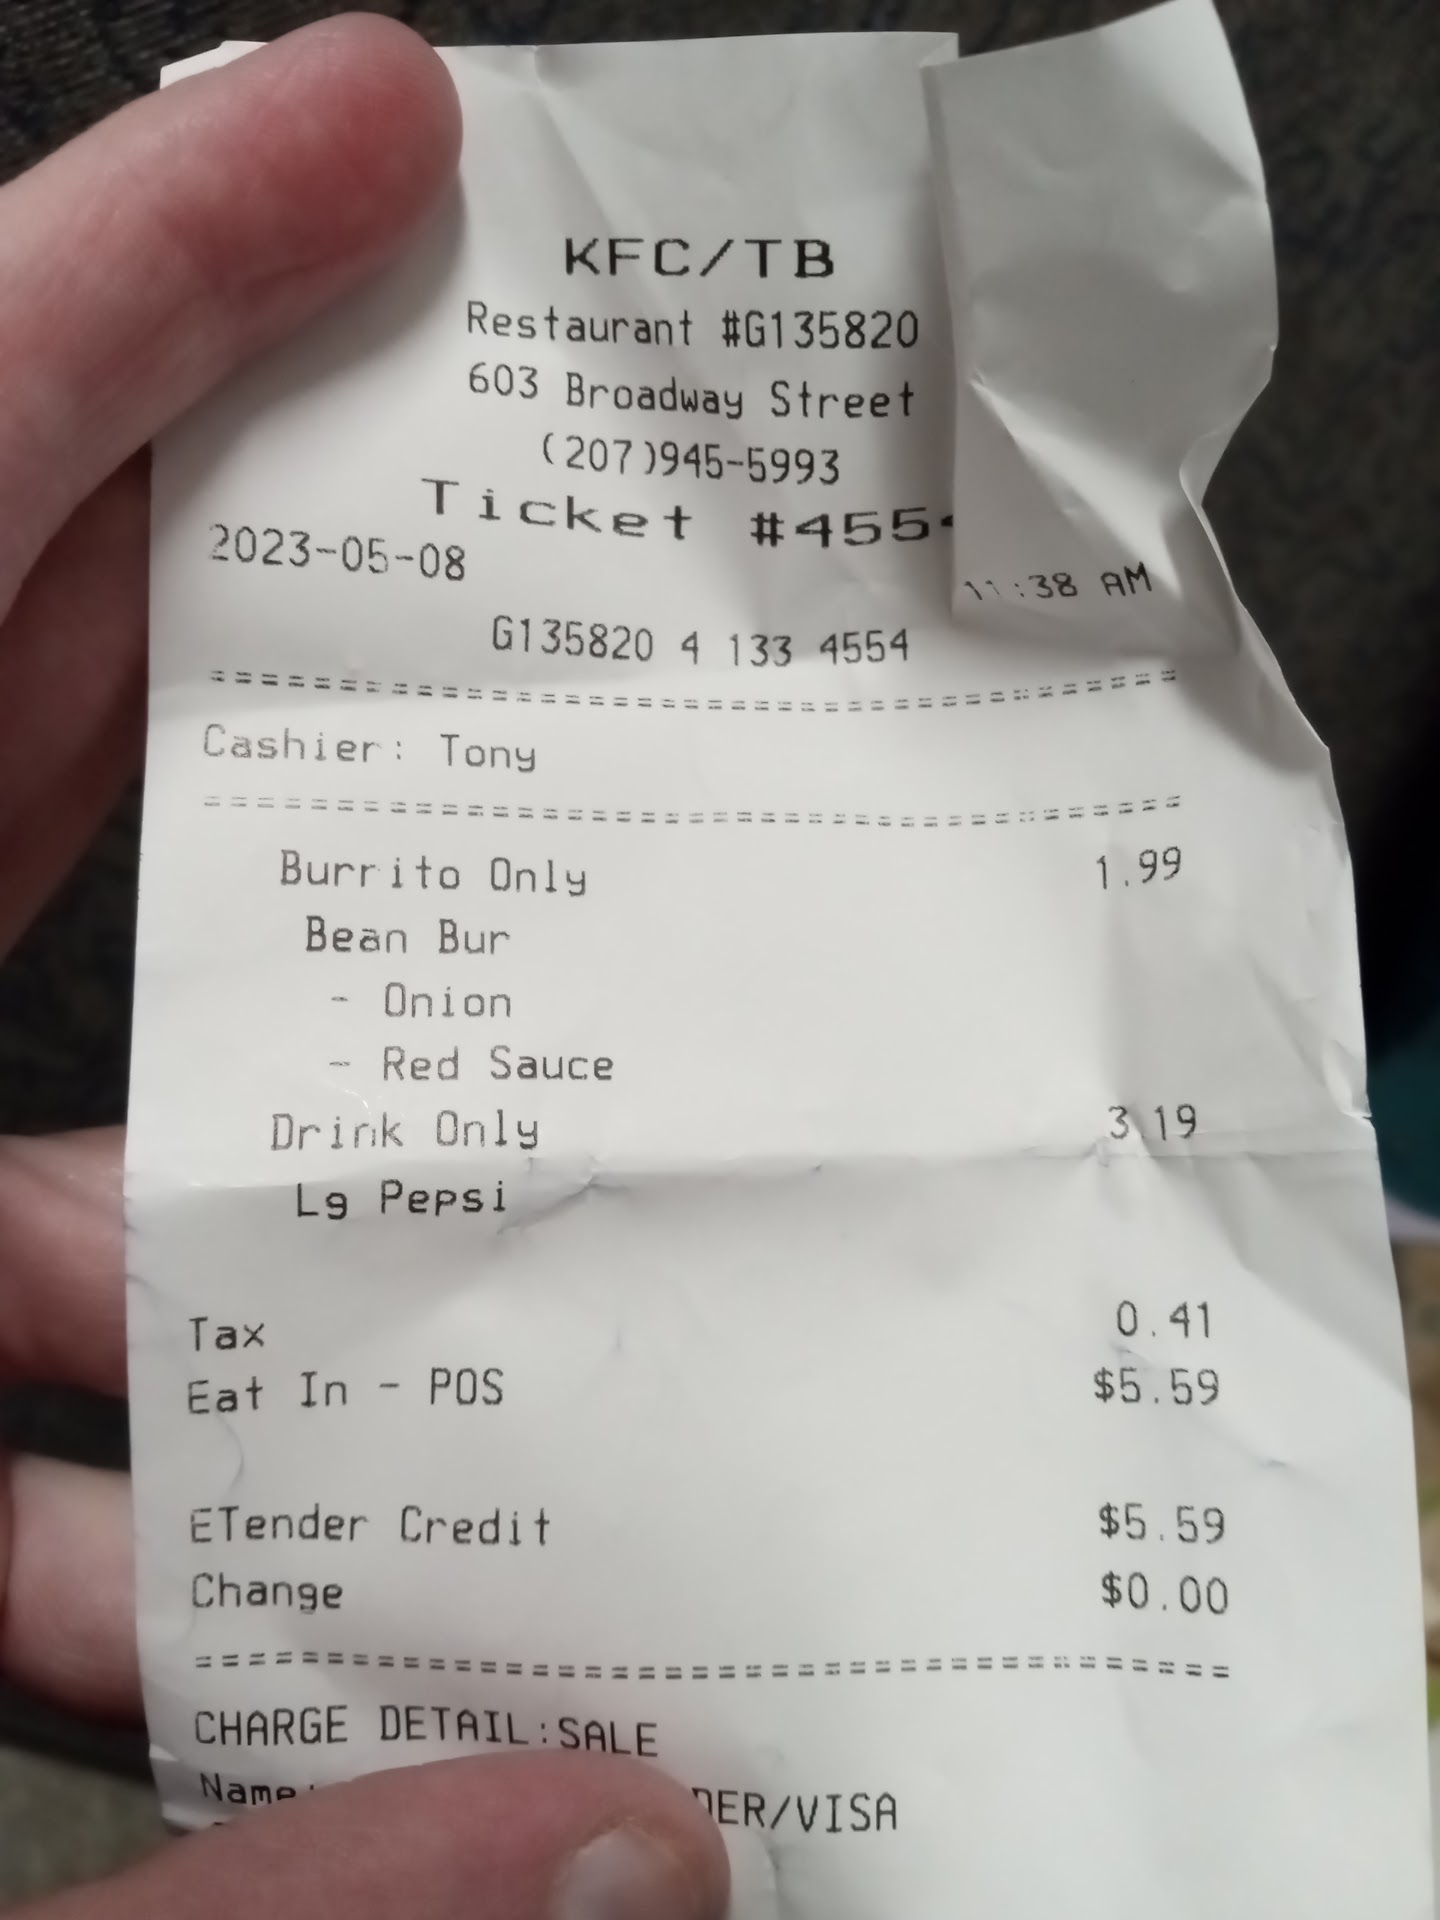 KFC/TB
Restaurant #G135820
603 Broadway Street
(207)945-5993
Ticket #455
2023-05-08 11:38 AM
G135820 4 133 4554
======================================
Cashier: Tony
======================================
Burrito Only 1.99
Bean Bur
- Onion
- Red Sauce
Drink Only 3.19
Lg Pepsi
Tax 0.41
Eat In - POS $5.59
ETender Credit $5.59
Change $0.00
======================================
CHARGE DETAIL:SALE
Name: DER/VISA